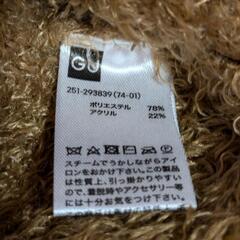 GU
251-293839(74-01)
ポリエステル 78%
アクリル 22%
スチームでうかしながらアイ
ロンをおかけ下さい。この製品
は性質上、引っ掛かりやすい
ので、着脱時やアクセサリー等
には十分お気をつけ下さい。